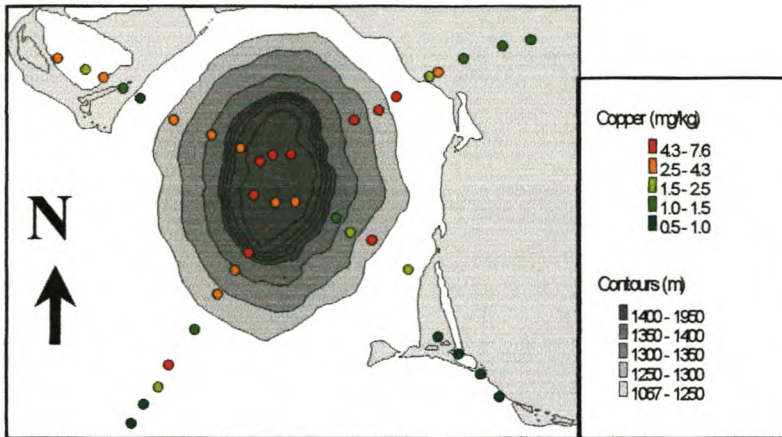 N
Copper (mg/kg)
4.3 - 7.6
2.5 - 4.3
1.5 - 2.5
1.0 - 1.5
0.5 - 1.0
Contours (m)
1400 - 1950
1350 - 1400
1300 - 1350
1250 - 1300
1067 - 1250